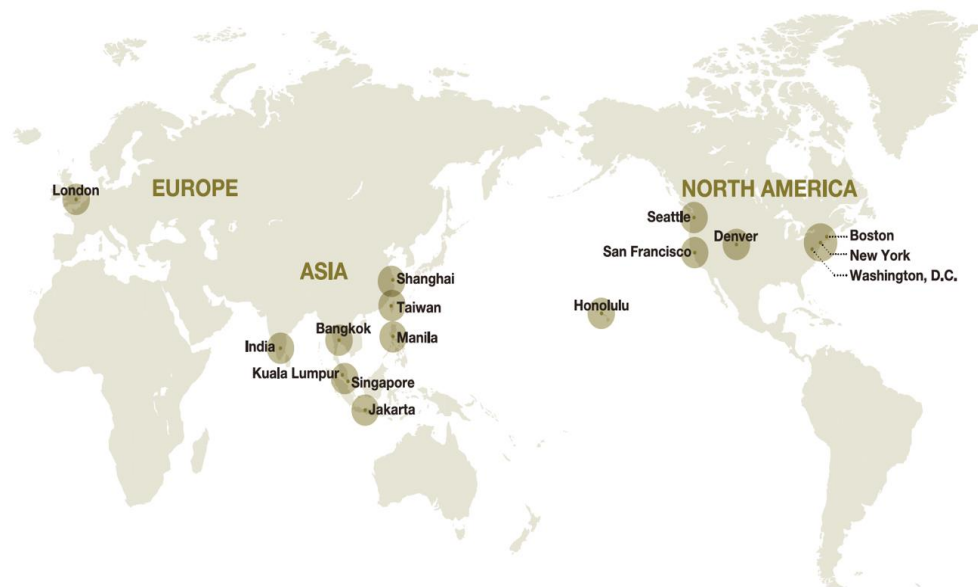 London
EUROPE
NORTH AMERICA
Seattle
Denver
Boston
San Francisco
New York
Washington, D.C.
ASIA
Shanghai
Taiwan
Honolulu
Bangkok
Manila
India
Kuala Lumpur
Singapore
Jakarta